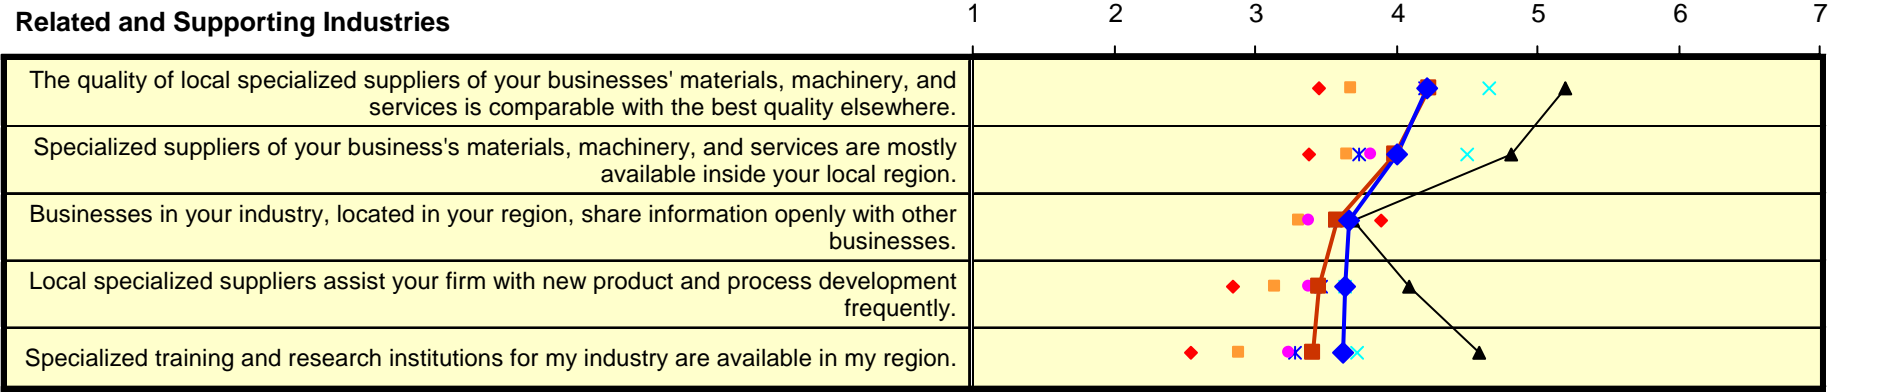 Related and Supporting Industries
1 2 3 4 5 6 7
The quality of local specialized suppliers of your businesses' materials, machinery, and
services is comparable with the best quality elsewhere.
Specialized suppliers of your business's materials, machinery, and services are mostly
available inside your local region.
Businesses in your industry, located in your region, share information openly with other
businesses.
Local specialized suppliers assist your firm with new product and process development
frequently.
Specialized training and research institutions for my industry are available in my region.